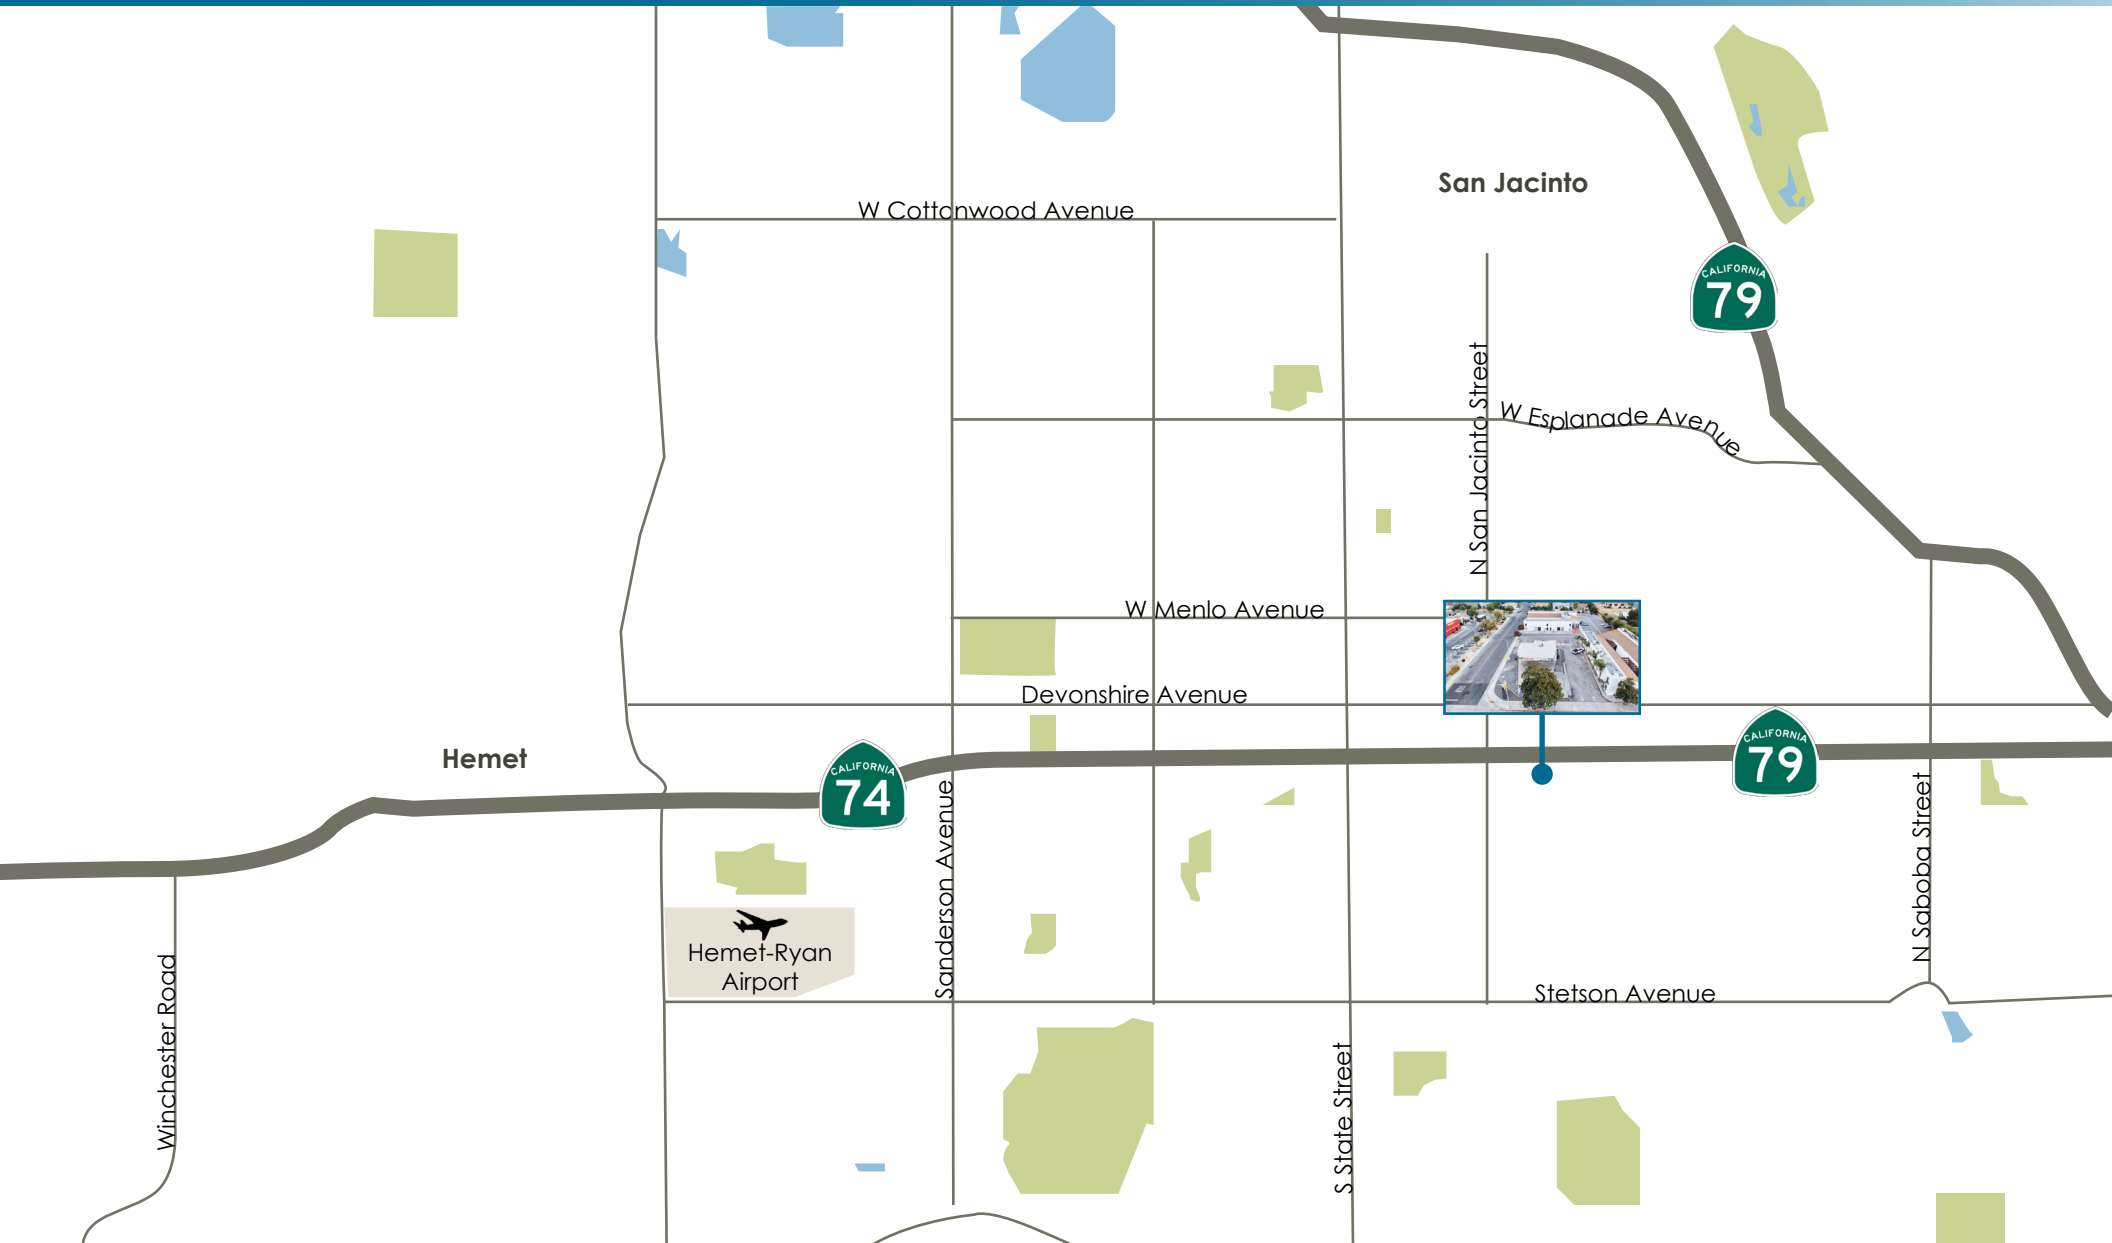 San Jacinto
W Cottonwood Avenue
CALIFORNIA
79
N San Jacinto Street
W Esplanade Avenue
W Menlo Avenue
Devonshire Avenue
Hemet
CALIFORNIA
74
CALIFORNIA
79
Sanderson Avenue
N Saboba Street
Hemet-Ryan
Airport
Winchester Road
Stetson Avenue
S State Street